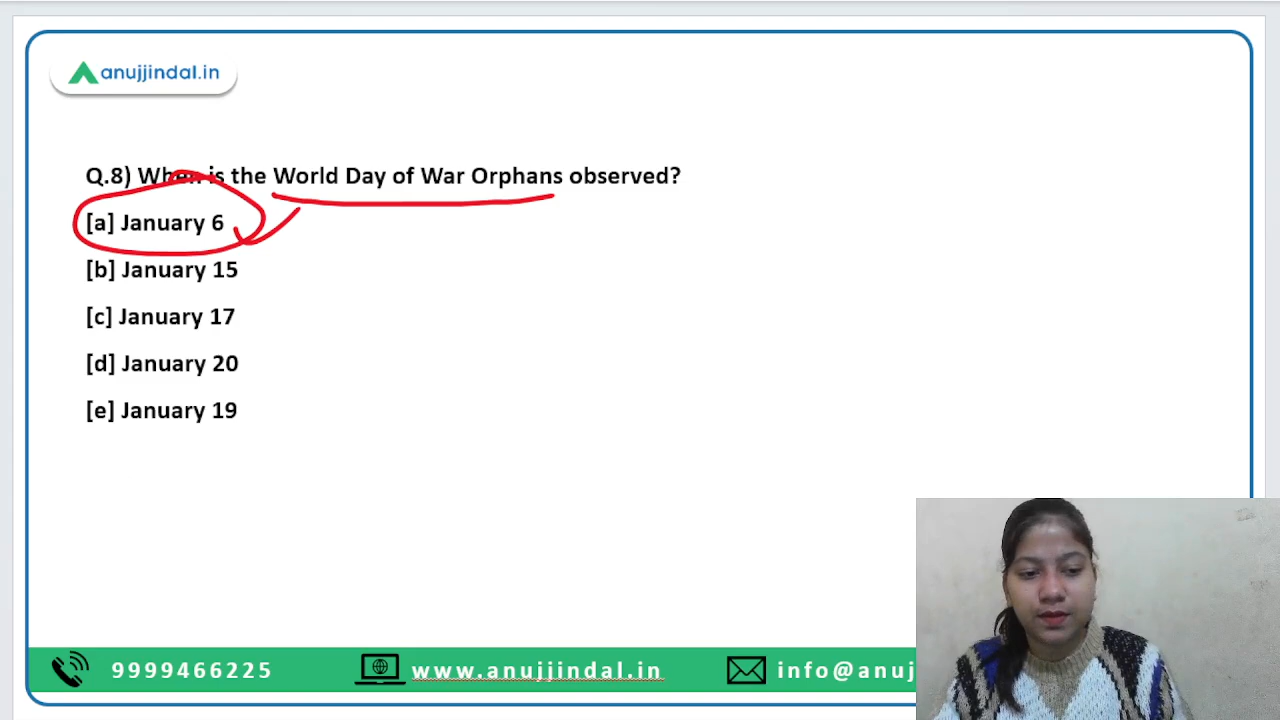 anujjindal.in
Q.8) When is the World Day of War Orphans observed?
[a] January 6
[b] January 15
[c] January 17
[d] January 20
[e] January 19
9999466225
www.anujjindal.in
info@anuj